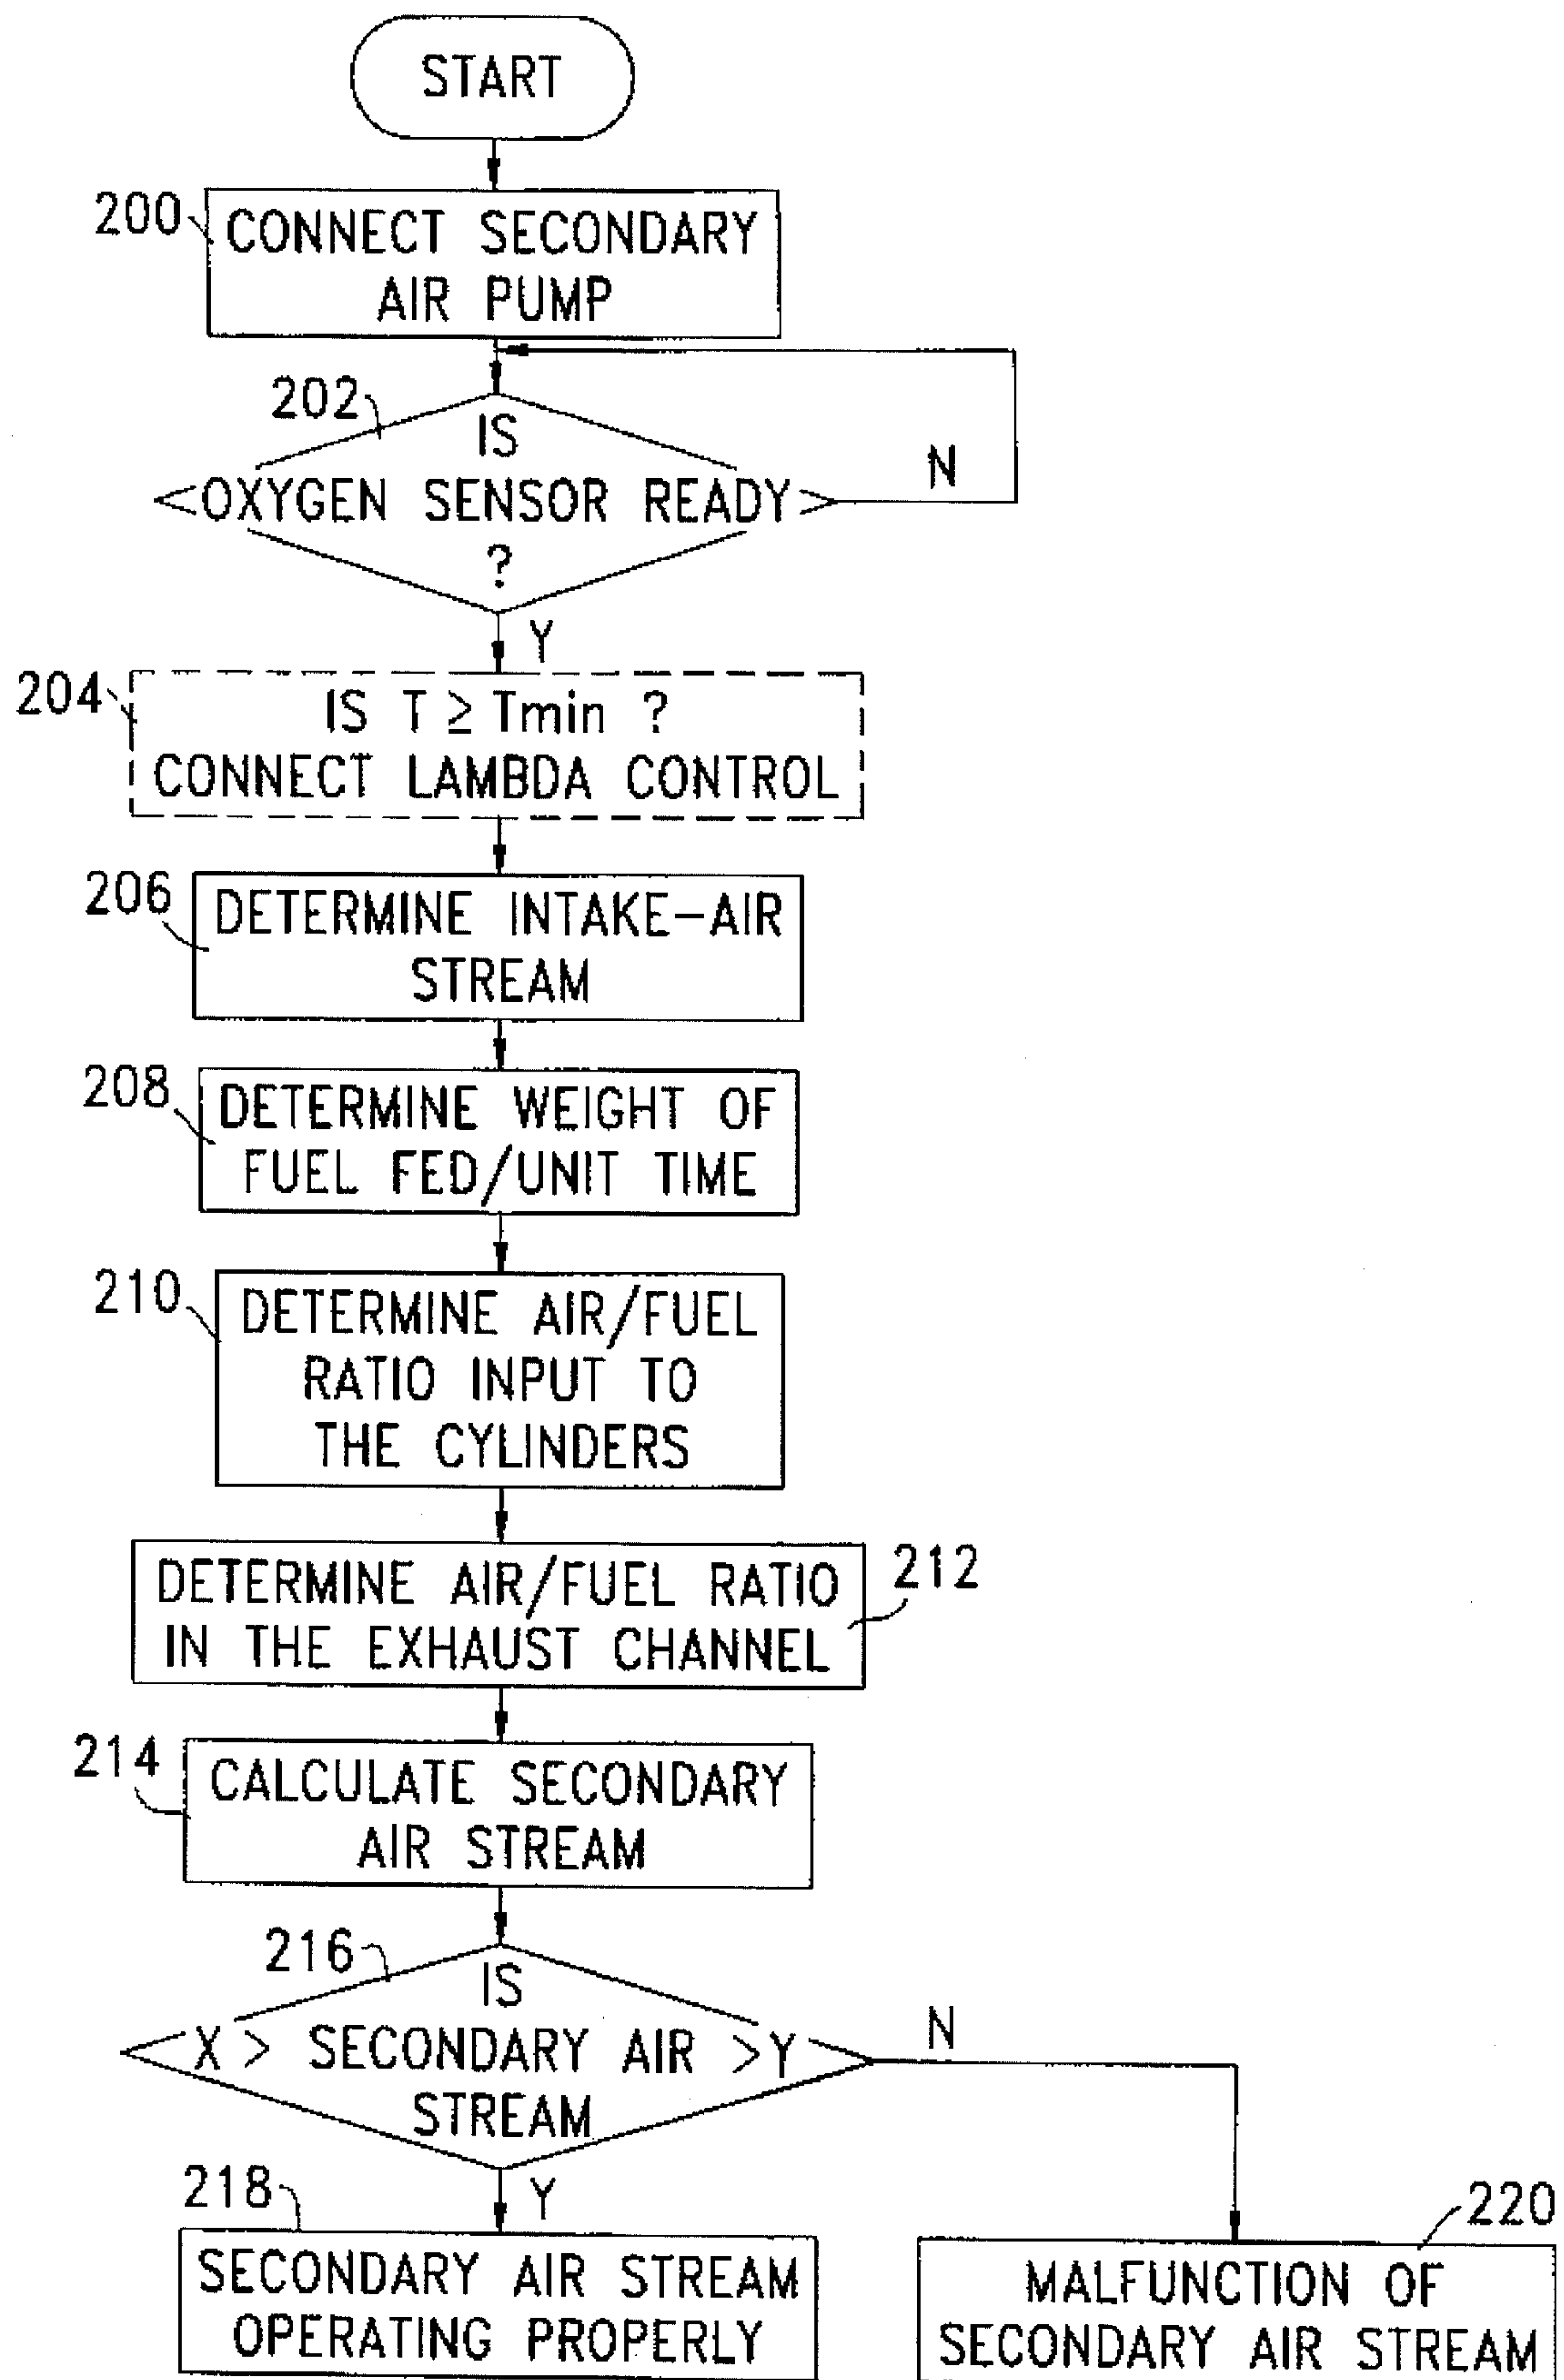 START
200
CONNECT SECONDARY
AIR PUMP
202
IS
OXYGEN SENSOR READY
?
N
Y
204
IS T ≥ Tmin ?
CONNECT LAMBDA CONTROL
206
DETERMINE INTAKE-AIR
STREAM
208
DETERMINE WEIGHT OF
FUEL FED/UNIT TIME
210
DETERMINE AIR/FUEL
RATIO INPUT TO
THE CYLINDERS
212
DETERMINE AIR/FUEL RATIO
IN THE EXHAUST CHANNEL
214
CALCULATE SECONDARY
AIR STREAM
216
IS
X > SECONDARY AIR >Y
STREAM
N
Y
218
SECONDARY AIR STREAM
OPERATING PROPERLY
220
MALFUNCTION OF
SECONDARY AIR STREAM